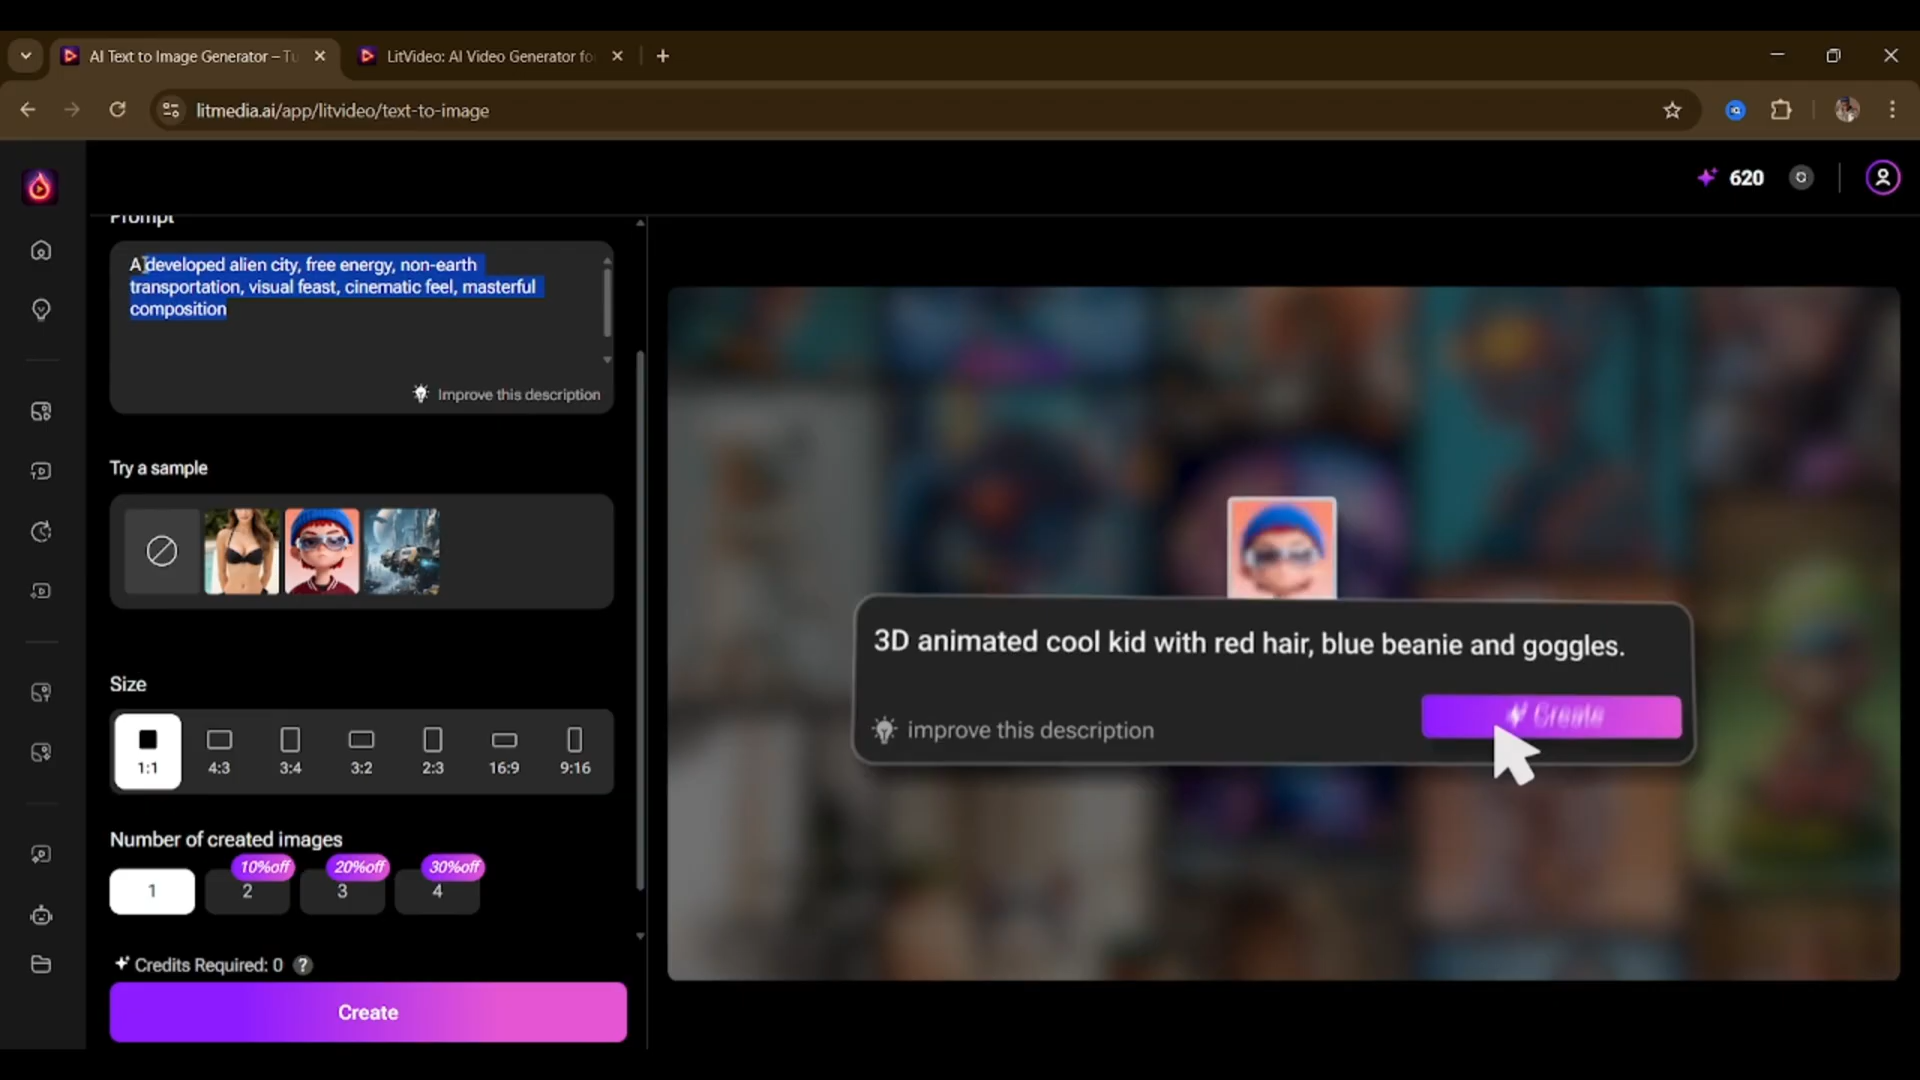 AI Text to Image Generator – Tu
LitVideo: AI Video Generator fo
litmedia.ai/app/litvideo/text-to-image
620
Prompt
A developed alien city, free energy, non-earth
transportation, visual feast, cinematic feel, masterful
composition
Improve this description
Try a sample
Size
1:1 4:3 3:4 3:2 2:3 16:9 9:16
Number of created images
10%off 20%off 30%off
1 2 3 4
Credits Required: 0 ?
Create
3D animated cool kid with red hair, blue beanie and goggles.
improve this description
Create